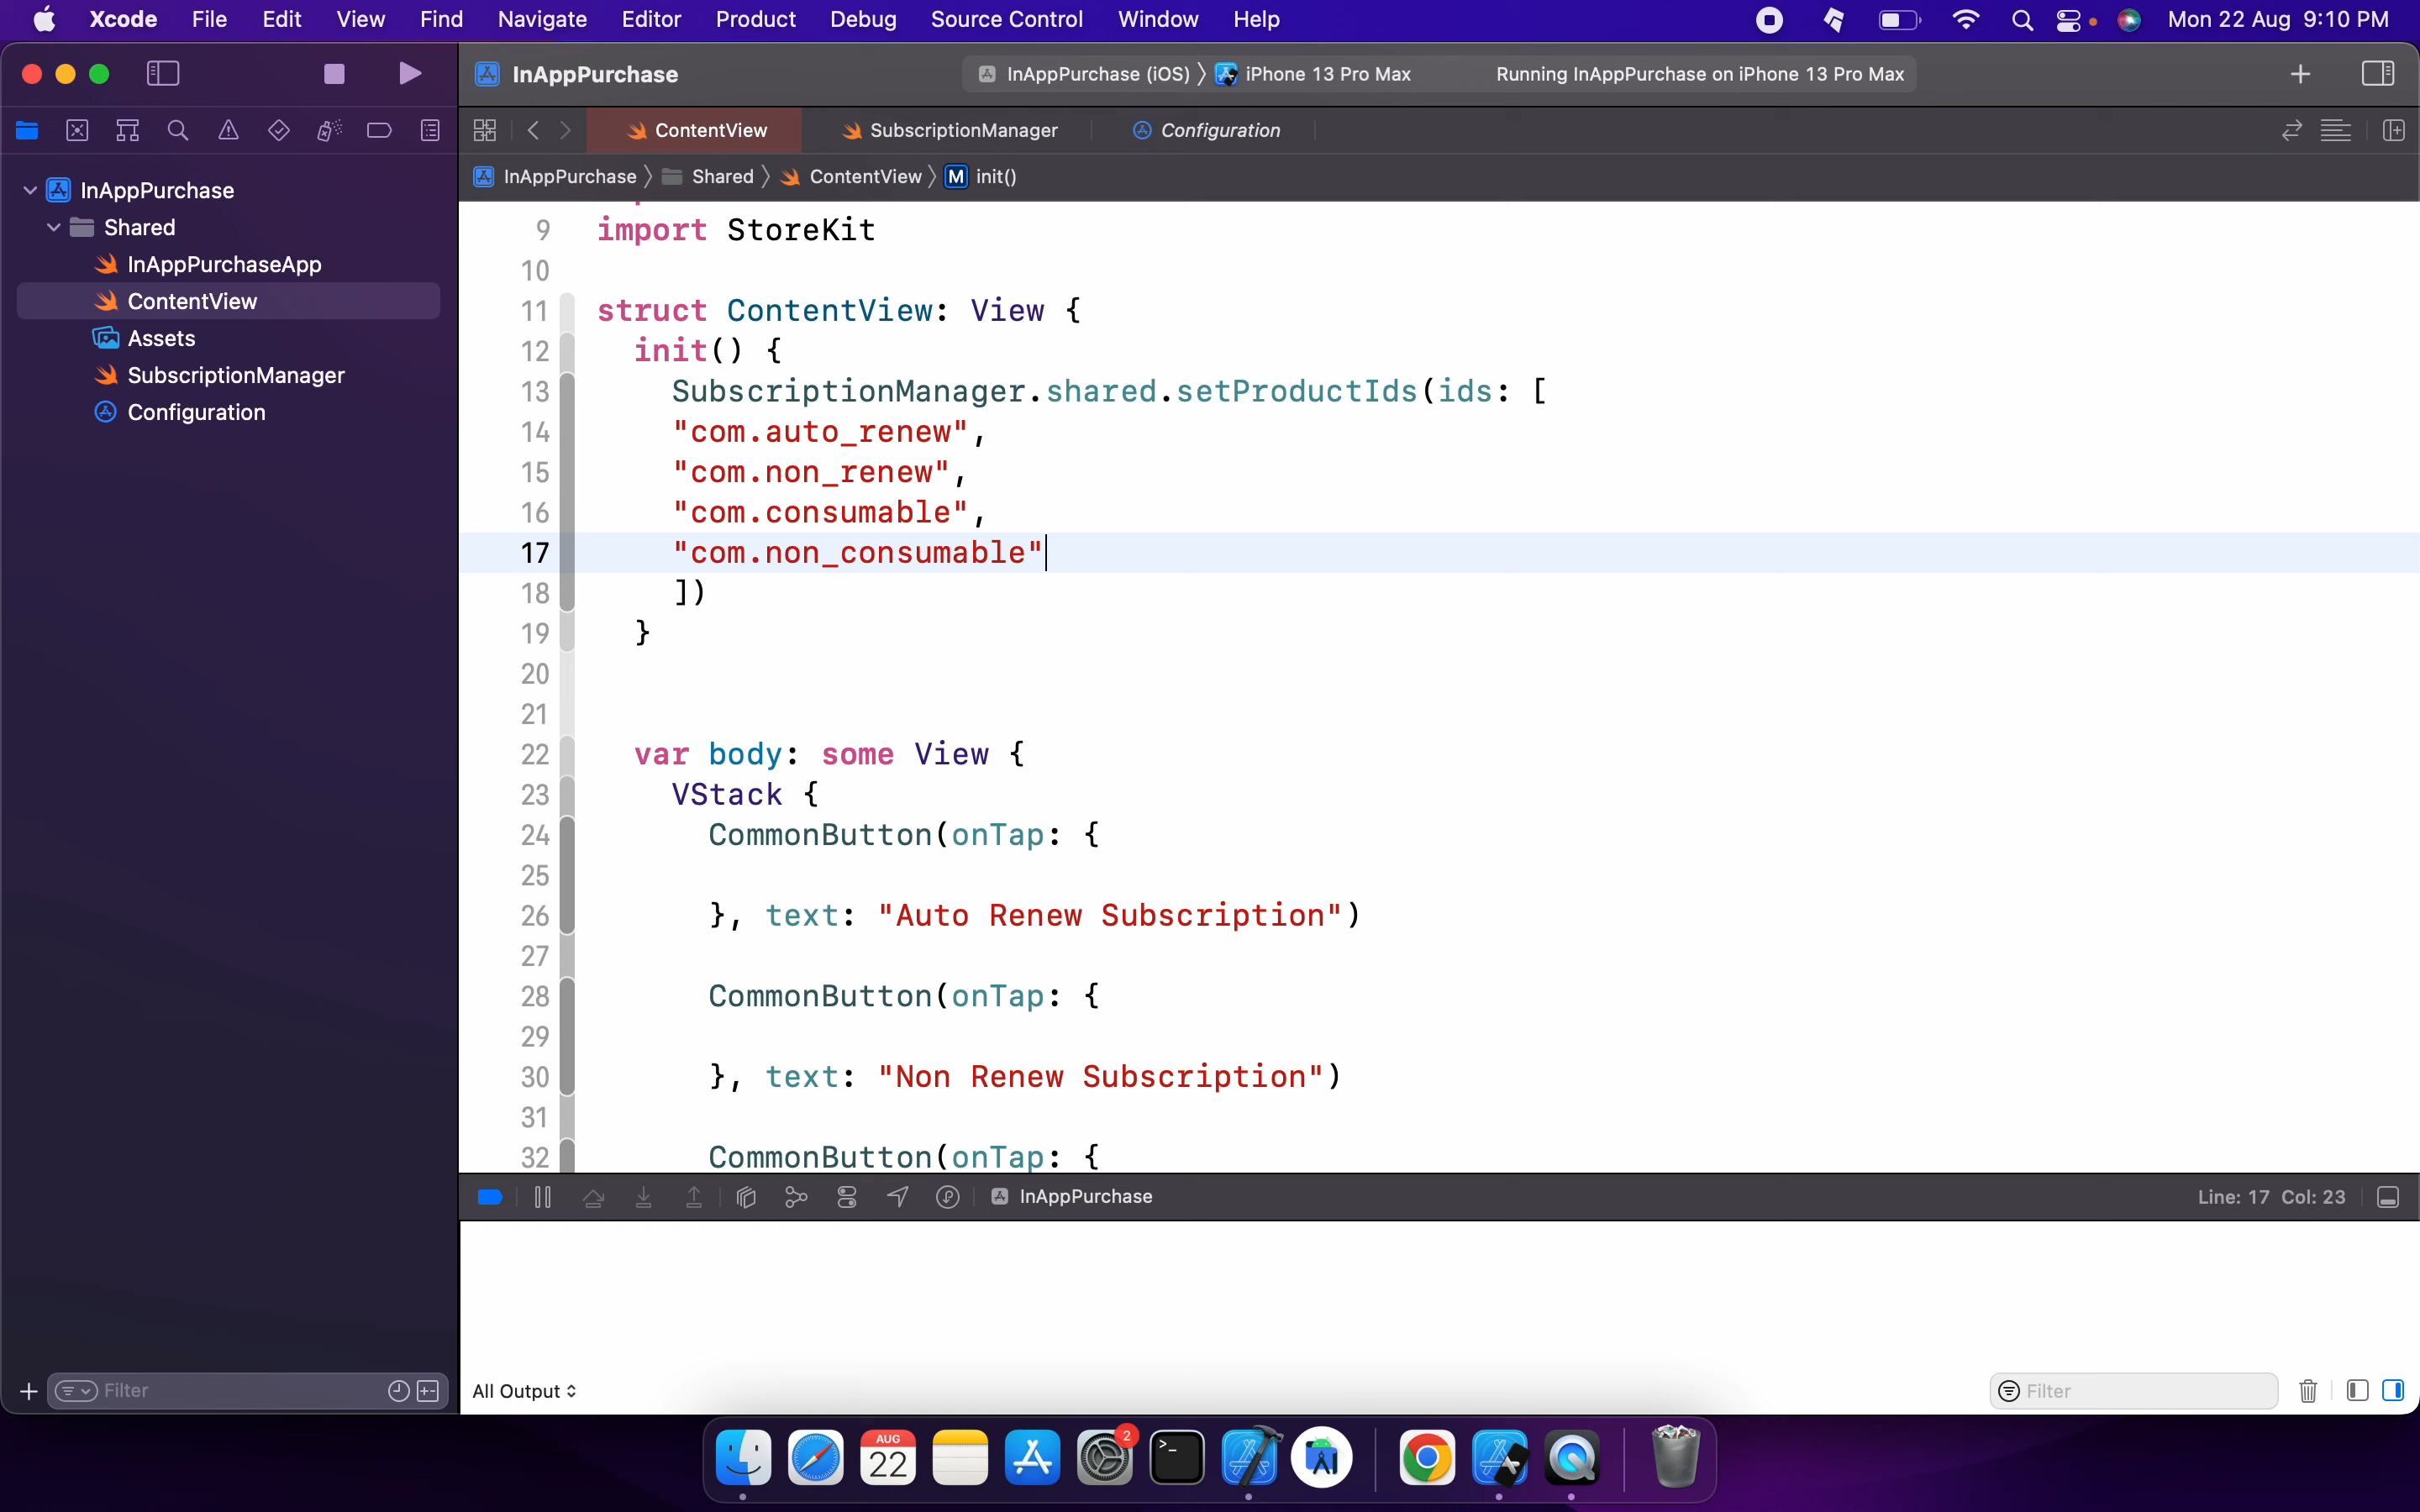 Xcode File Edit View Find Navigate Editor Product Debug Source Control Window Help Mon 22 Aug 9:10 PM
InAppPurchase InAppPurchase (iOS) iPhone 13 Pro Max Running InAppPurchase on iPhone 13 Pro Max
ContentView SubscriptionManager Configuration
InAppPurchase Shared ContentView M init()
InAppPurchase
Shared
InAppPurchaseApp
ContentView
Assets
SubscriptionManager
Configuration
9 import StoreKit
10
11 struct ContentView: View {
12 init() {
13 SubscriptionManager.shared.setProductIds(ids: [
14 "com.auto_renew",
15 "com.non_renew",
16 "com.consumable",
17 "com.non_consumable"
18 ])
19 }
20
21
22 var body: some View {
23 VStack {
24 CommonButton(onTap: {
25
26 }, text: "Auto Renew Subscription")
27
28 CommonButton(onTap: {
29
30 }, text: "Non Renew Subscription")
31
32 CommonButton(onTap: {
InAppPurchase Line: 17 Col: 23
Filter All Output Filter
AUG
22
2